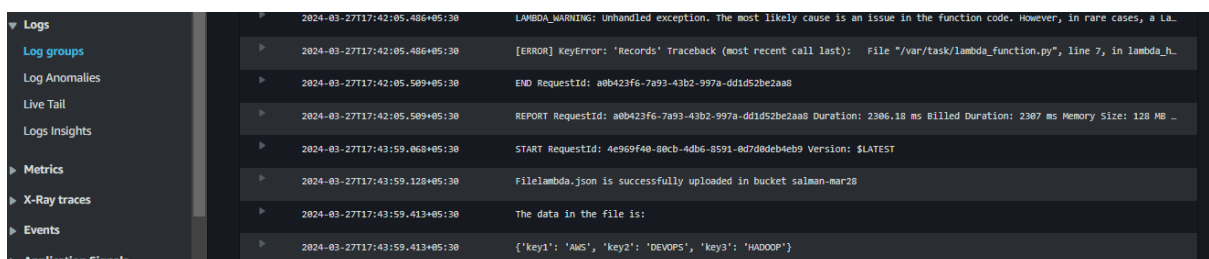 Logs
Log groups
Log Anomalies
Live Tail
Logs Insights
Metrics
X-Ray traces
Events
Application Signals
2024-03-27T17:42:05.486+05:30 LAMBDA_WARNING: Unhandled exception. The most likely cause is an issue in the function code. However, in rare cases, a La…
2024-03-27T17:42:05.486+05:30 [ERROR] KeyError: 'Records' Traceback (most recent call last): File "/var/task/lambda_function.py", line 7, in lambda_h…
2024-03-27T17:42:05.509+05:30 END RequestId: a0b423f6-7a93-43b2-997a-dd1d52be2aa8
2024-03-27T17:42:05.509+05:30 REPORT RequestId: a0b423f6-7a93-43b2-997a-dd1d52be2aa8 Duration: 2306.18 ms Billed Duration: 2307 ms Memory Size: 128 MB …
2024-03-27T17:43:59.068+05:30 START RequestId: 4e969f40-80cb-4db6-8591-0d7d0deb4eb9 Version: $LATEST
2024-03-27T17:43:59.128+05:30 Filelambda.json is successfully uploaded in bucket salman-mar28
2024-03-27T17:43:59.413+05:30 The data in the file is:
2024-03-27T17:43:59.413+05:30 {'key1': 'AWS', 'key2': 'DEVOPS', 'key3': 'HADOOP'}